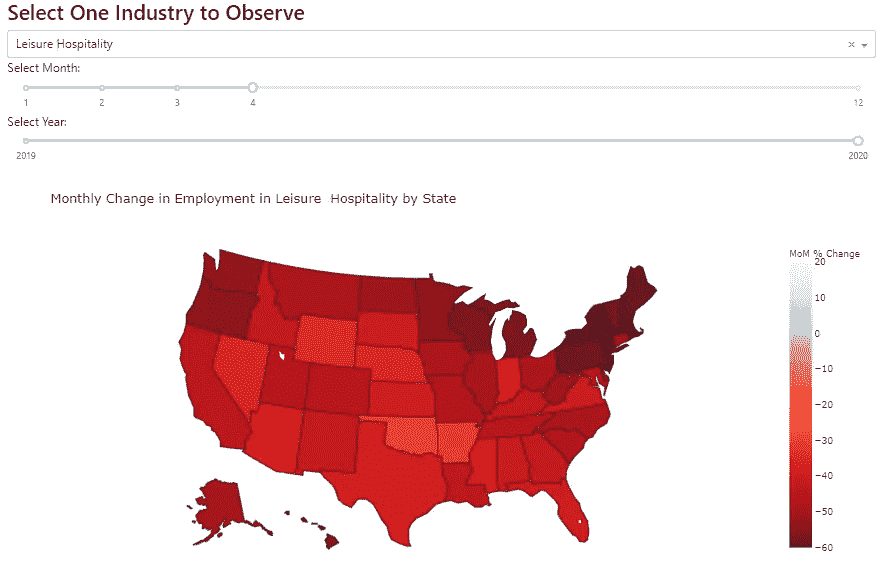 Select One Industry to Observe
Leisure Hospitality × 
Select Month:
1 2 3 4 12
Select Year:
2019 2020
Monthly Change in Employment in Leisure  Hospitality by State
MoM % Change
20
10
0
−10
−20
−30
−40
−50
−60